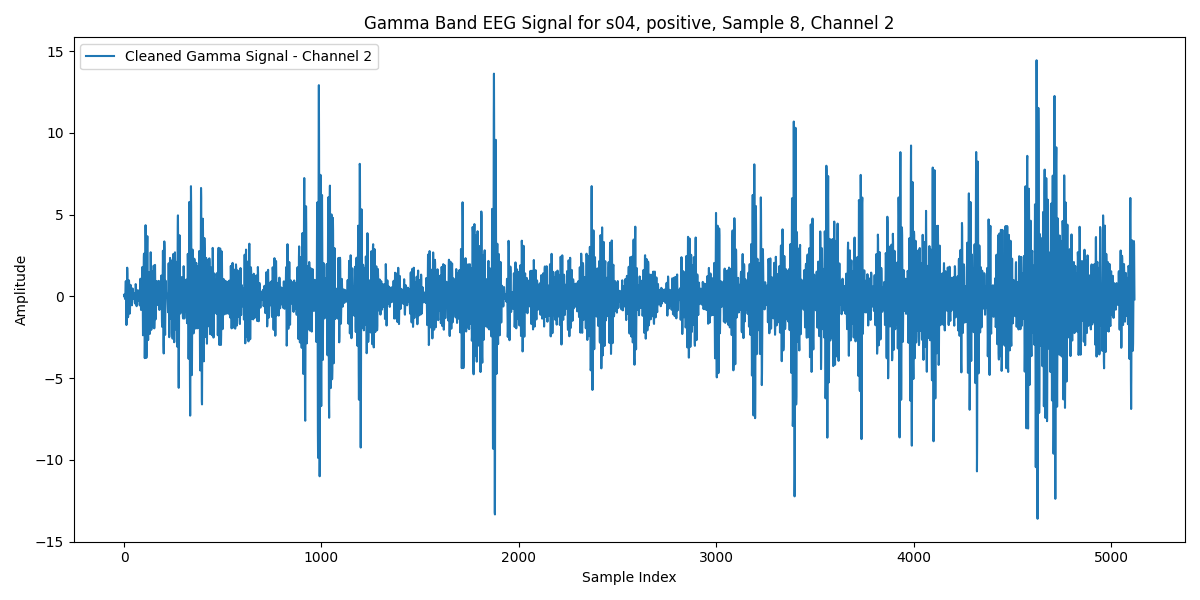 Gamma Band EEG Signal for s04, positive, Sample 8, Channel 2
Cleaned Gamma Signal - Channel 2
15
10
5
0
−5
−10
−15
Amplitude
0 1000 2000 3000 4000 5000
Sample Index